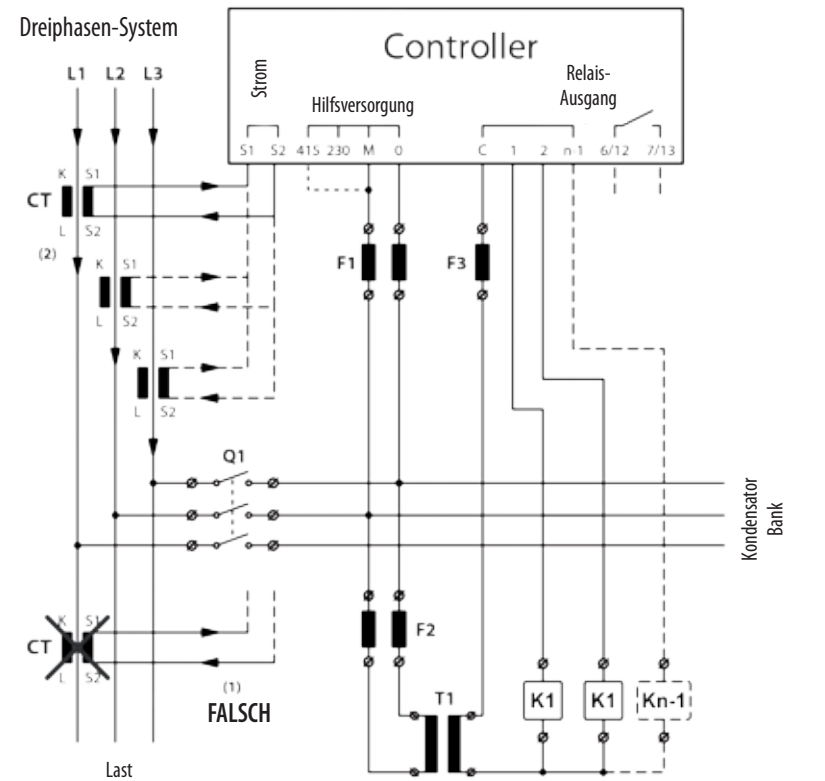 Dreiphasen-System
Controller
L1 L2 L3
Strom
Hilfsversorgung
Relais-
Ausgang
S1 S2 415 230 M 0 C 1 2 n-1 6/12 7/13
K S1
CT
L S2
(2)
K S1
L S2
F1
F3
K S1
L S2
Q1
Kondensator
Bank
K S1
CT
L S2
F2
(1)
FALSCH
T1
K1
K1
Kn-1
Last